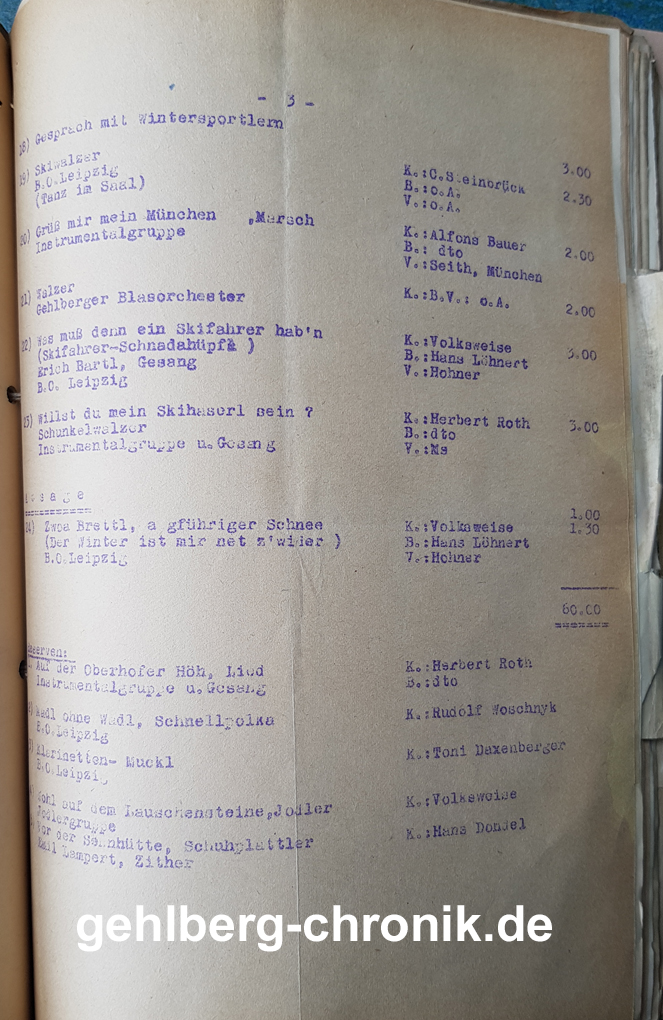 - 3 -
18) Gespräch mit Wintersportlern 3.00
19) Skiwalzer K.:C.Steinbrück 2.30
B.O.Leipzig B.:o.A.
(Tanz im Saal) V.:o.A.
20) Grüß mir mein München ,Marsch K.:Alfons Bauer 2.00
Instrumentalgruppe B.: dto
V.:Seith, München
21) Walzer K.:B.V.: o.A. 2.00
Gehlberger Blasorchester
22) Was muß denn ein Skifahrer hab'n K.:Volksweise 3.00
(Skifahrer-Schnadahüpfl ) B.:Hans Löhnert
Erich Bartl, Gesang V.:Hohner
B.O. Leipzig
23) Willst du mein Skihaserl sein ? K.:Herbert Roth 3.00
Schunkelwalzer B.:dto
Instrumentalgruppe u.Gesang V.:Ms
s a g e 1.00
24) Zwoa Brettl, a gführiger Schnee K.:Volksweise 1.30
(Der Winter ist mir net z'wider ) B.:Hans Löhnert
B.O.Leipzig V.:Hohner
60.00
Reserven:
Auf der Oberhofer Höh, Lied K.:Herbert Roth
Instrumentalgruppe u.Gesang B.:dto
Radl ohne Wadl, Schnellpolka K.:Rudolf Woschnyk
B.O.Leipzig
Klarinetten- Muckl K.:Toni Daxenberger
B.O.Leipzig
Wohl auf dem Lauschensteine,Jodler K.:Volksweise
Jodlergruppe
Vor der Sennhütte, Schuhplattler K.:Hans Dondel
Lampert, Zither
gehlberg-chronik.de